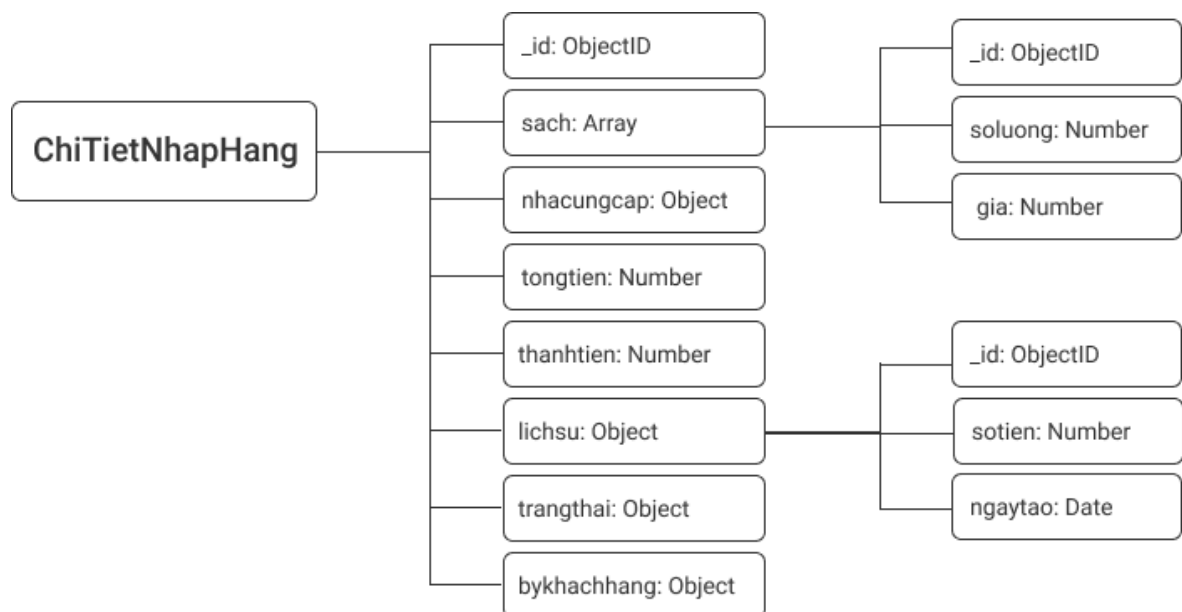 ChiTietNhapHang
_id: ObjectID
sach: Array
nhacungcap: Object
tongtien: Number
thanhtien: Number
lichsu: Object
trangthai: Object
bykhachhang: Object
_id: ObjectID
soluong: Number
gia: Number
_id: ObjectID
sotien: Number
ngaytao: Date